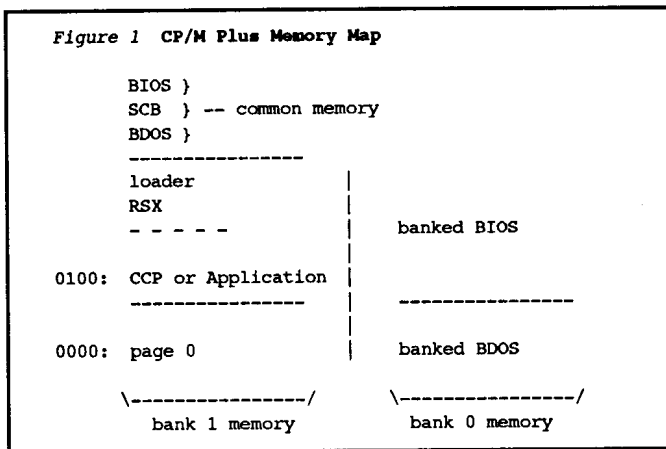 Figure 1 CP/M Plus Memory Map
BIOS }
SCB } -- common memory
BDOS }
-----------------
loader |
RSX |
- - - - - | banked BIOS
|
0100: CCP or Application |
----------------- | -----------------
|
0000: page 0 | banked BDOS
\----------------/ \----------------/
bank 1 memory bank 0 memory